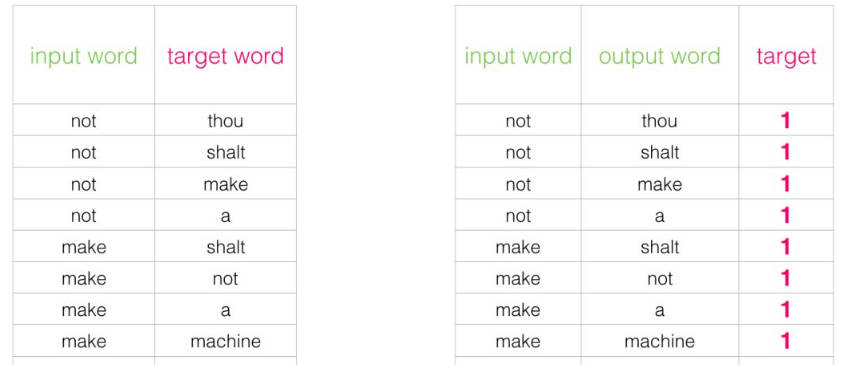 input word target word input word output word target
not thou not thou 1
not shalt not shalt 1
not make not make 1
not a not a 1
make shalt make shalt 1
make not make not 1
make a make a 1
make machine make machine 1